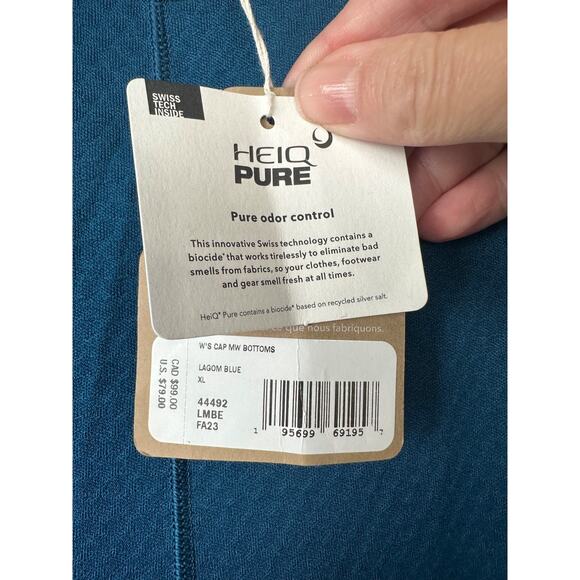 SWISS
TECH
INSIDE
HEIQ
PURE
Pure odor control
This innovative Swiss technology contains a
biocide* that works tirelessly to eliminate bad
smells from fabrics, so your clothes, footwear
and gear smell fresh at all times.
HeiQ® Pure contains a biocide* based on recycled silver salt.
ce que nous fabriquons.
W'S CAP MW BOTTOMS
LAGOM BLUE
XL
44492
LMBE
FA23
CAD $99.00
U.S. $79.00
1 95699 69195 7